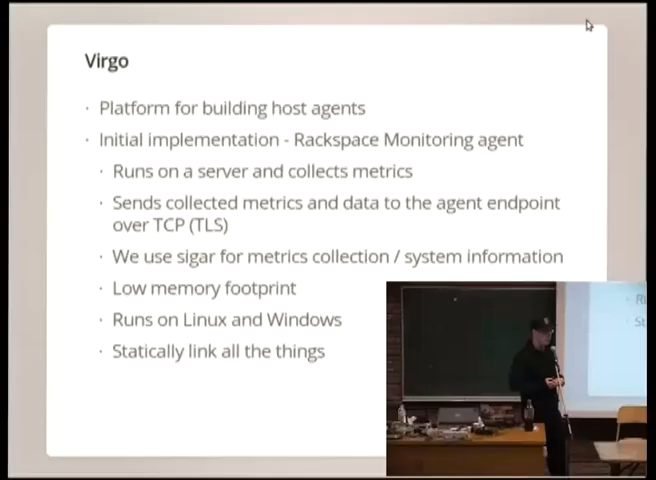 Virgo
· Platform for building host agents
· Initial implementation - Rackspace Monitoring agent
· Runs on a server and collects metrics
· Sends collected metrics and data to the agent endpoint
over TCP (TLS)
· We use sigar for metrics collection / system information
· Low memory footprint
· Runs on Linux and Windows
· Statically link all the things